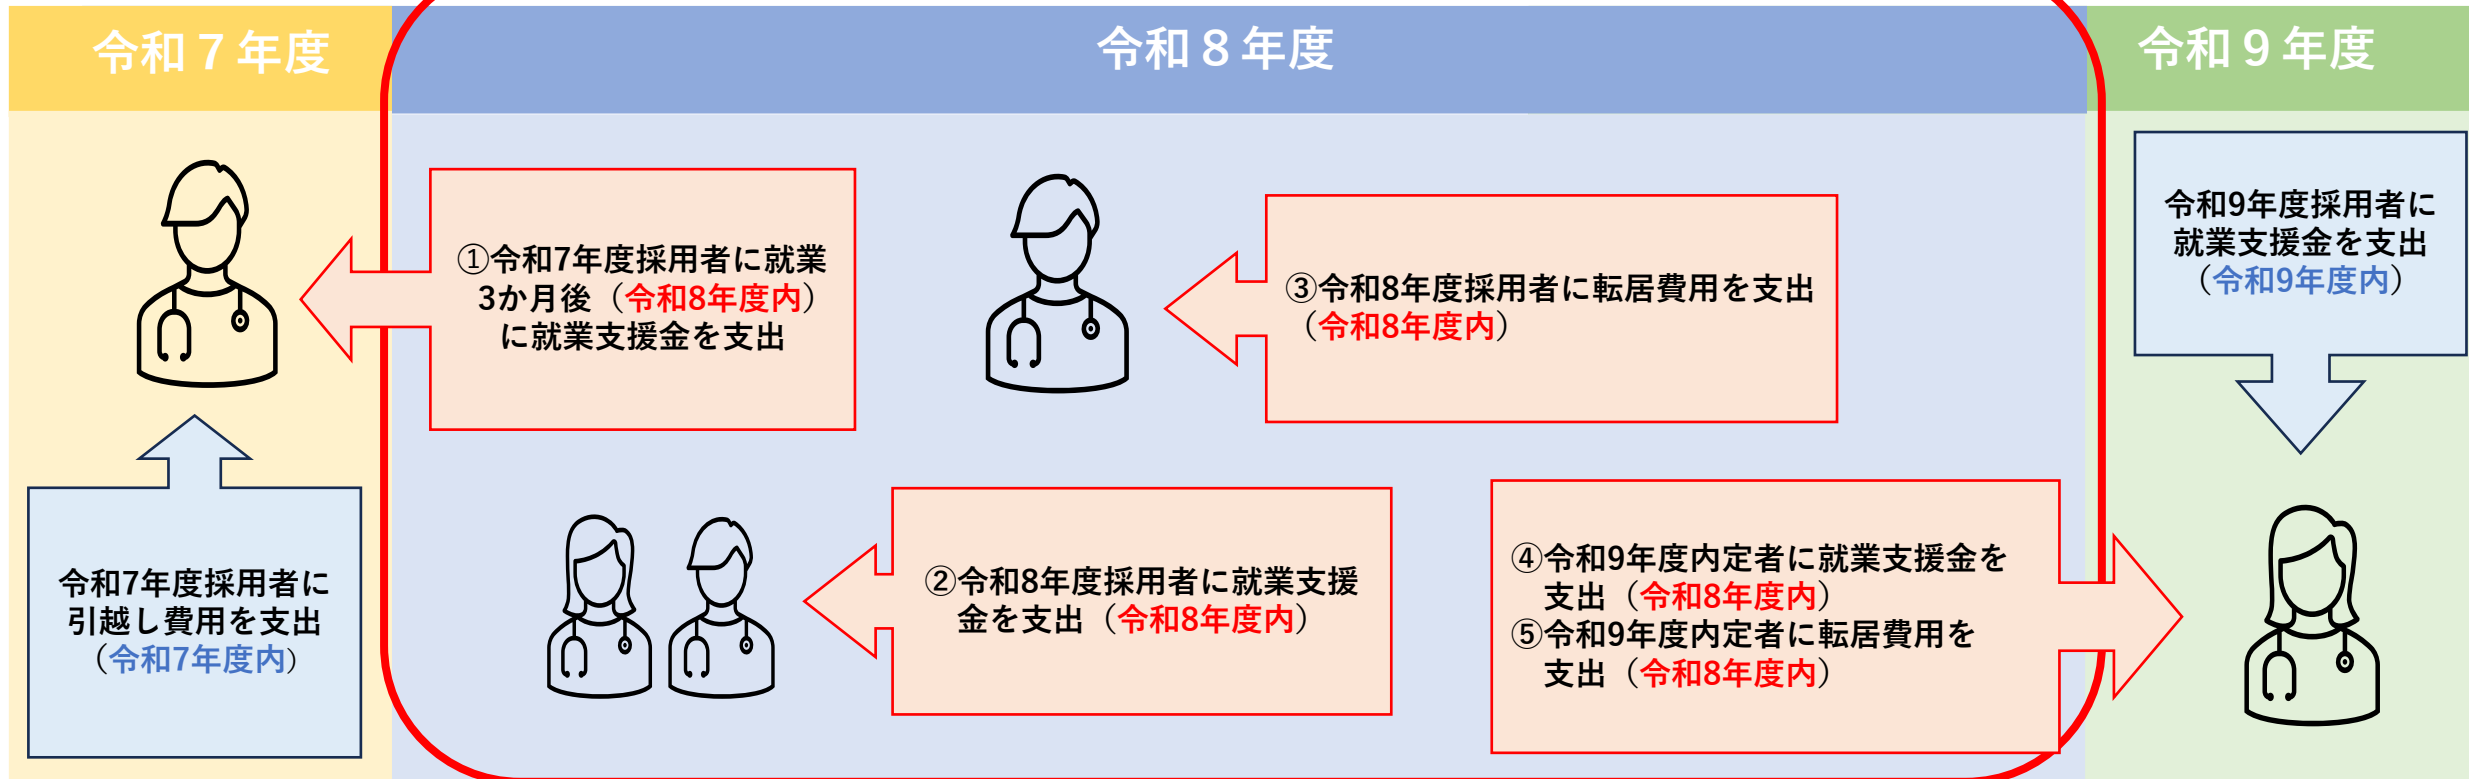 令和７年度
令和８年度
令和９年度
①令和7年度採用者に就業
3か月後（令和8年度内）
に就業支援金を支出
③令和8年度採用者に転居費用を支出
（令和8年度内）
令和9年度採用者に
就業支援金を支出
（令和9年度内）
令和7年度採用者に
引越し費用を支出
（令和7年度内）
②令和8年度採用者に就業支援
金を支出（令和8年度内）
④令和9年度内定者に就業支援金を
支出（令和8年度内）
⑤令和9年度内定者に転居費用を
支出（令和8年度内）